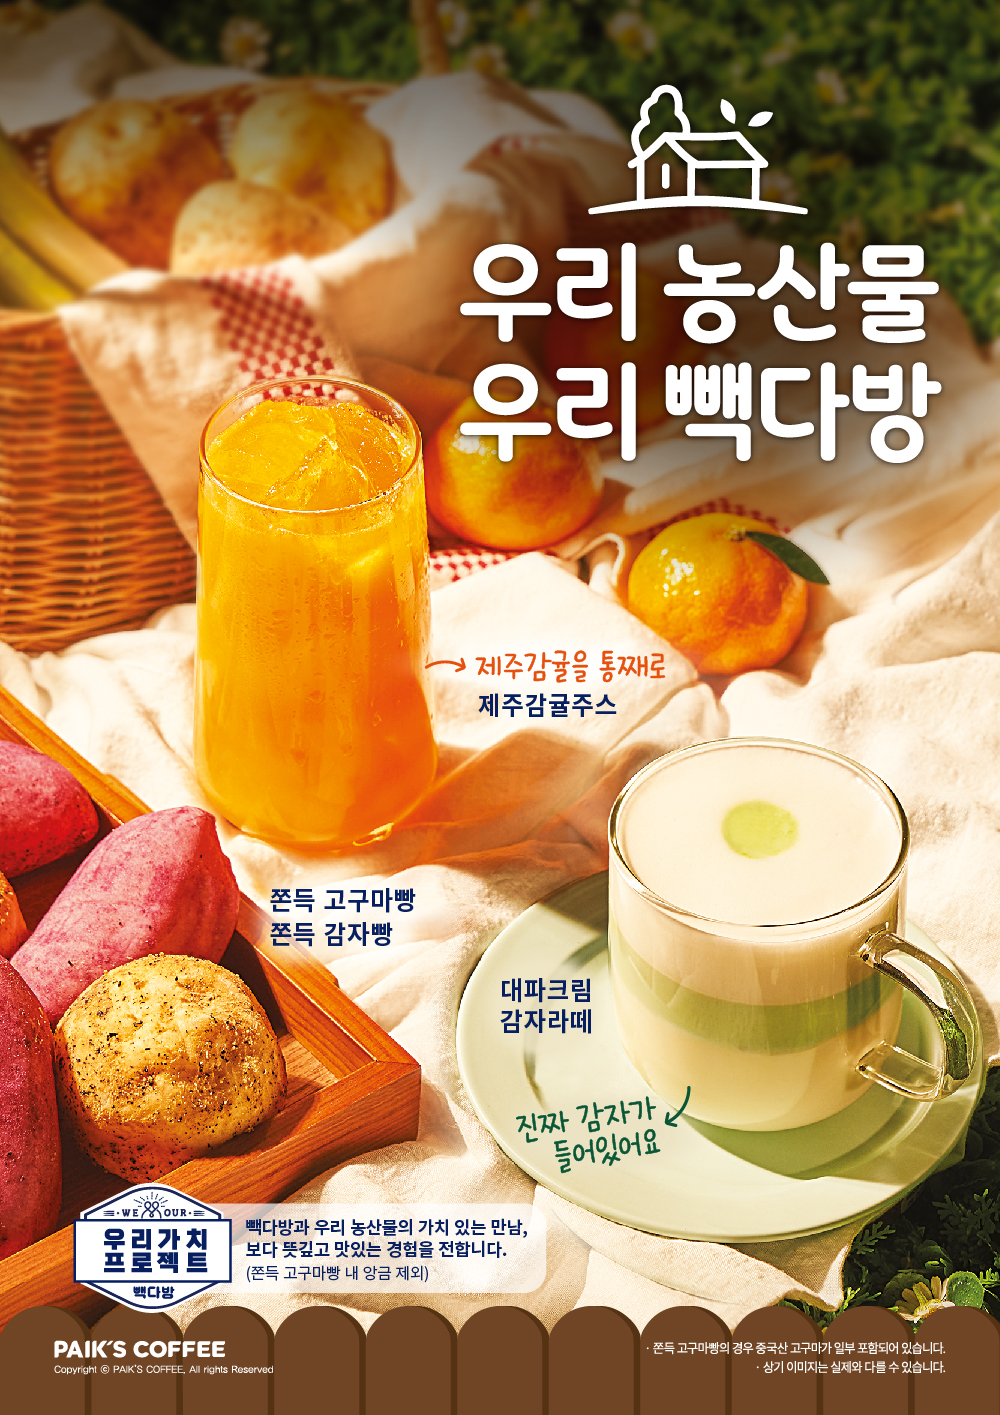 우리 농산물
우리 빽다방
제주감귤을 통째로
제주감귤주스
쫀득 고구마빵
쫀득 감자빵
대파크림
감자라떼
진짜 감자가
들어있어요
WE OUR
우리가치
프로젝트
빽다방
빽다방과 우리 농산물의 가치 있는 만남,
보다 뜻깊고 맛있는 경험을 전합니다.
(쫀득 고구마빵 내 앙금 제외)
PAIK'S COFFEE
Copyright ⓒ PAIK'S COFFEE, All rights Reserved
· 쫀득 고구마빵의 경우 중국산 고구마가 일부 포함되어 있습니다.
· 상기 이미지는 실제와 다를 수 있습니다.